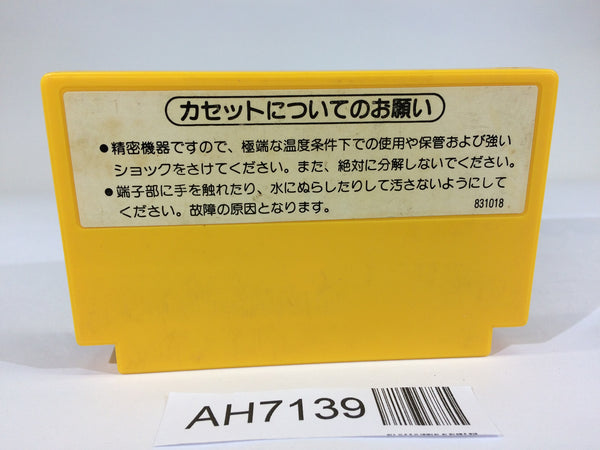 カセットについてのお願い
●精密機器ですので、極端な温度条件下での使用や保管および強い
ショックをさけてください。また、絶対に分解しないでください。
●端子部に手を触れたり、水にぬらしたりして汚さないようにして
ください。故障の原因となります。
831018
AH7139